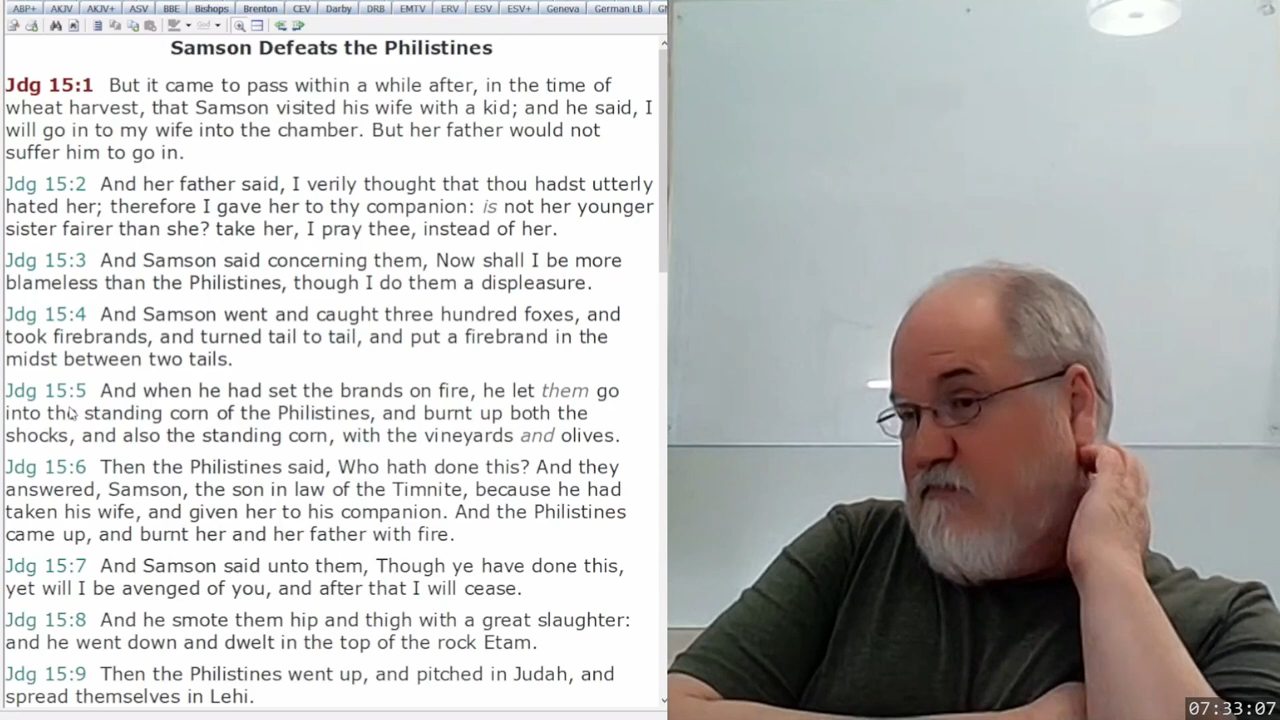 ABP+ AKJV AKJV+ ASV BBE Bishops Brenton CEV Darby DRB EMTV ERV ESV ESV+ Geneva German LB
Samson Defeats the Philistines
Jdg 15:1 But it came to pass within a while after, in the time of
wheat harvest, that Samson visited his wife with a kid; and he said, I
will go in to my wife into the chamber. But her father would not
suffer him to go in.
Jdg 15:2 And her father said, I verily thought that thou hadst utterly
hated her; therefore I gave her to thy companion: is not her younger
sister fairer than she? take her, I pray thee, instead of her.
Jdg 15:3 And Samson said concerning them, Now shall I be more
blameless than the Philistines, though I do them a displeasure.
Jdg 15:4 And Samson went and caught three hundred foxes, and
took firebrands, and turned tail to tail, and put a firebrand in the
midst between two tails.
Jdg 15:5 And when he had set the brands on fire, he let them go
into the standing corn of the Philistines, and burnt up both the
shocks, and also the standing corn, with the vineyards and olives.
Jdg 15:6 Then the Philistines said, Who hath done this? And they
answered, Samson, the son in law of the Timnite, because he had
taken his wife, and given her to his companion. And the Philistines
came up, and burnt her and her father with fire.
Jdg 15:7 And Samson said unto them, Though ye have done this,
yet will I be avenged of you, and after that I will cease.
Jdg 15:8 And he smote them hip and thigh with a great slaughter:
and he went down and dwelt in the top of the rock Etam.
Jdg 15:9 Then the Philistines went up, and pitched in Judah, and
spread themselves in Lehi.
07:33:07